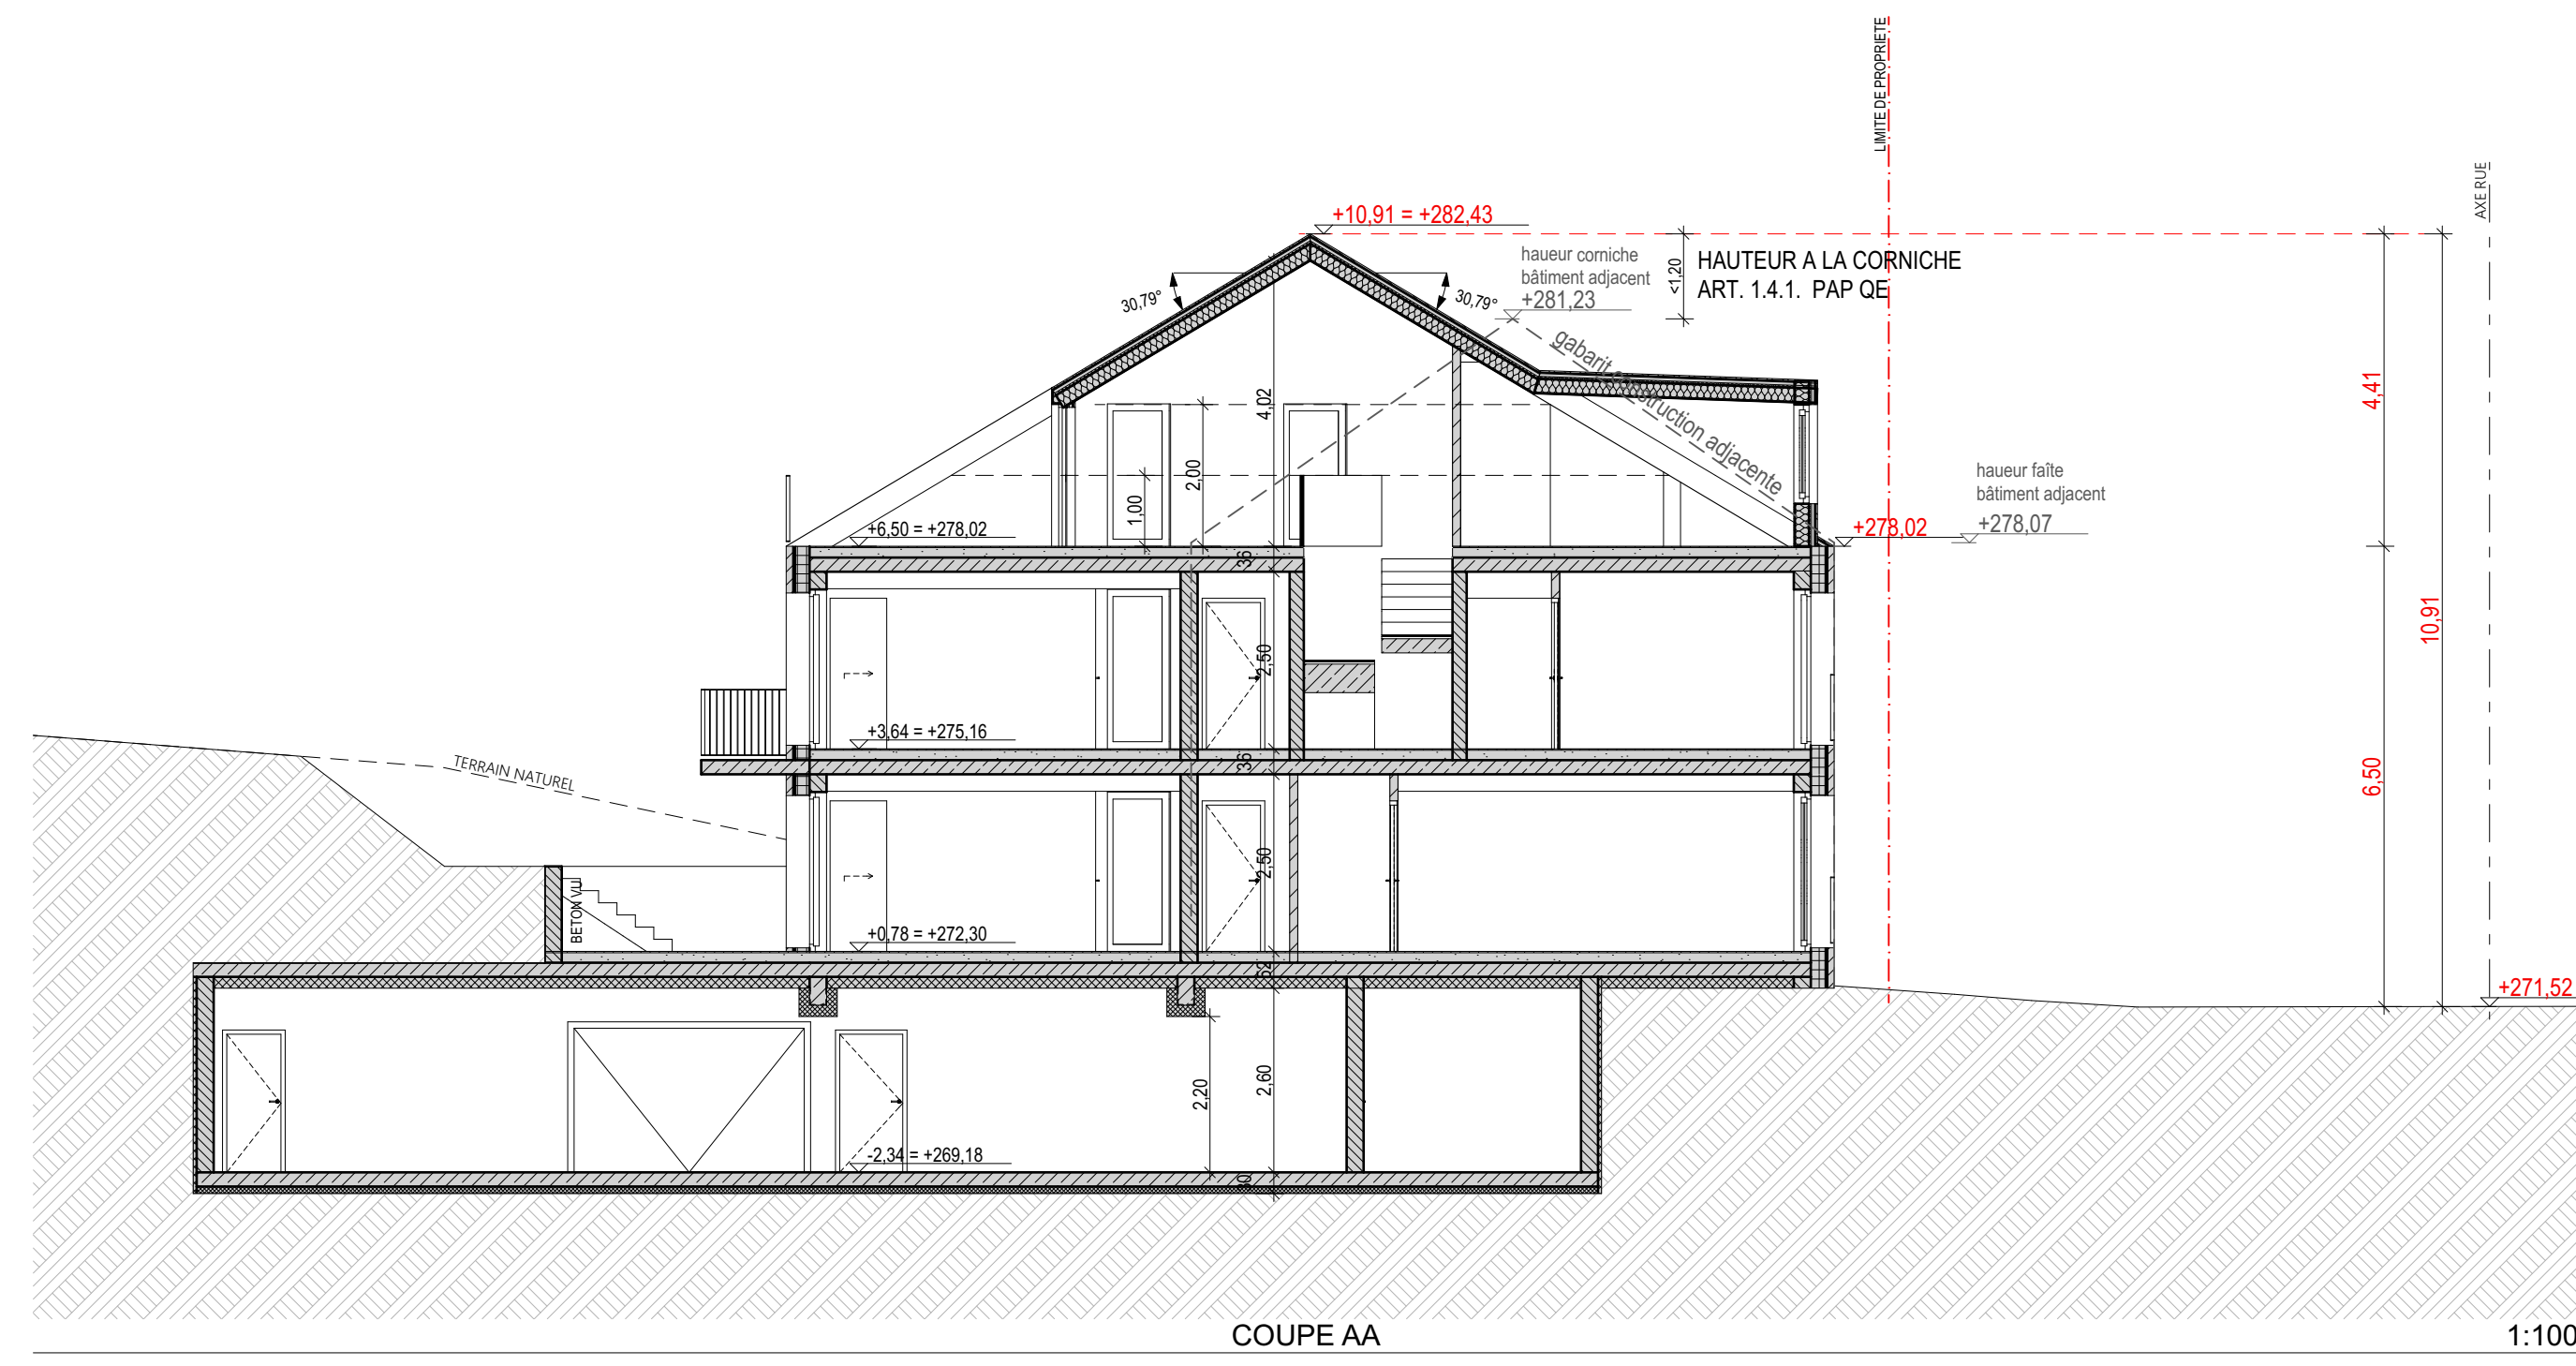 LIMITE DE PROPRIETE
AXE RUE
+10,91 = +282,43
haueur corniche
bâtiment adjacent
+281,23
<1,20
HAUTEUR A LA CORNICHE
ART. 1.4.1. PAP QE
30,79°
30,79°
gabarit construction adjacente
4,02
4,41
2,00
1,00
haueur faîte
bâtiment adjacent
+278,07
+278,02
+6,50 = +278,02
36
10,91
2,50
+3,64 = +275,16
36
TERRAIN NATUREL
6,50
2,50
BETON VU
+0,78 = +272,30
52
+271,52
2,20
2,60
-2,34 = +269,18
30
COUPE AA
1:100